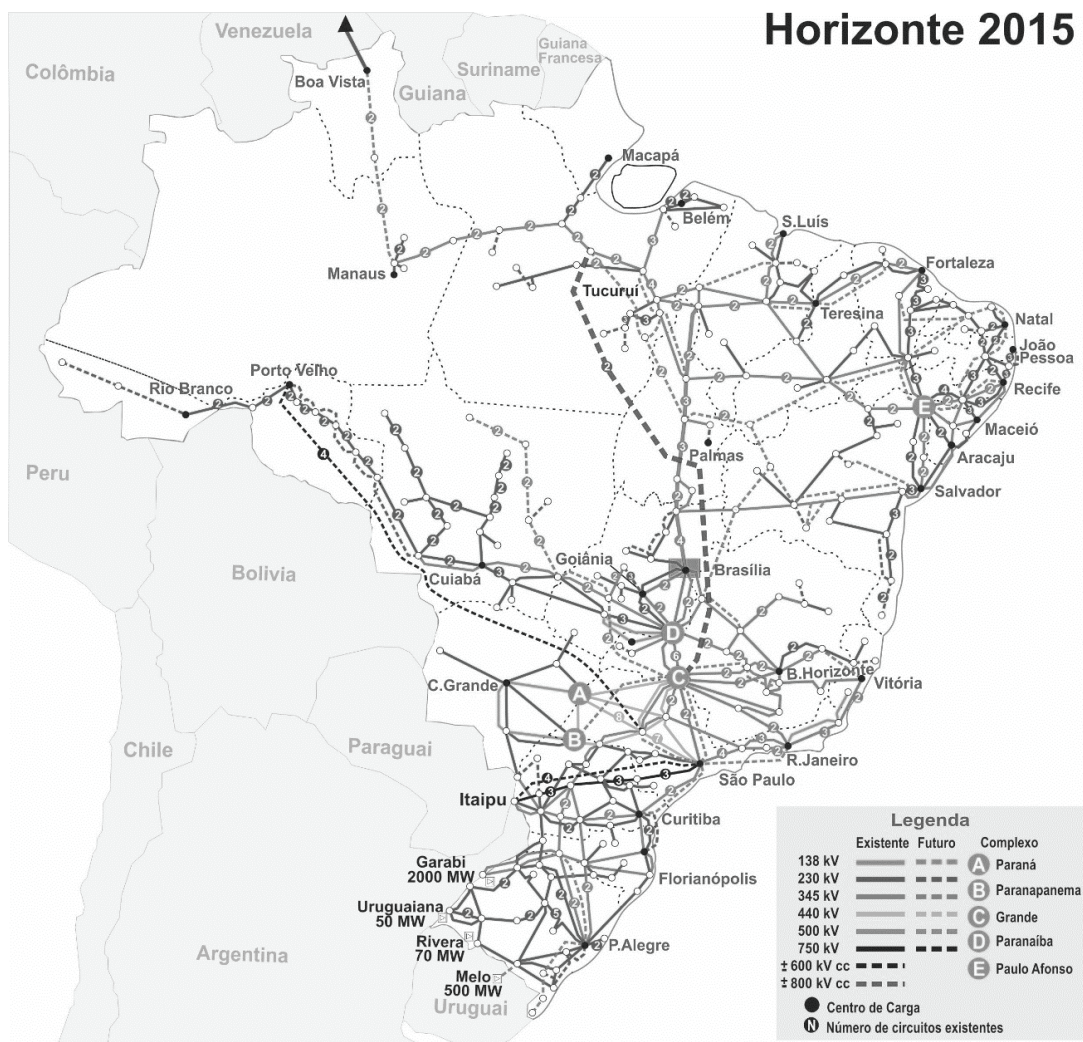 Horizonte 2015
Venezuela
Guiana
Francesa
Suriname
Colômbia
Boa Vista
Guiana
Macapá
Belém
S.Luís
Manaus
Fortaleza
Tucuruí
Teresina
Natal
João
Pessoa
Porto Velho
Rio Branco
Recife
E
Maceió
Palmas
Aracaju
Peru
Salvador
Goiânia
Brasília
Cuiabá
Bolivia
D
B.Horizonte
C
C.Grande
A
Vitória
B
Chile
Paraguai
R.Janeiro
São Paulo
Itaipu
Curitiba
Garabi
2000 MW
Florianópolis
Uruguaiana
50 MW
Rivera
70 MW
P.Alegre
Argentina
Melo
500 MW
Uruguai
Legenda
Existente Futuro Complexo
138 kV
230 kV
345 kV
440 kV
500 kV
750 kV
± 600 kV cc
± 800 kV cc
A Paraná
B Paranapanema
C Grande
D Paranaíba
E Paulo Afonso
Centro de Carga
N Número de circuitos existentes